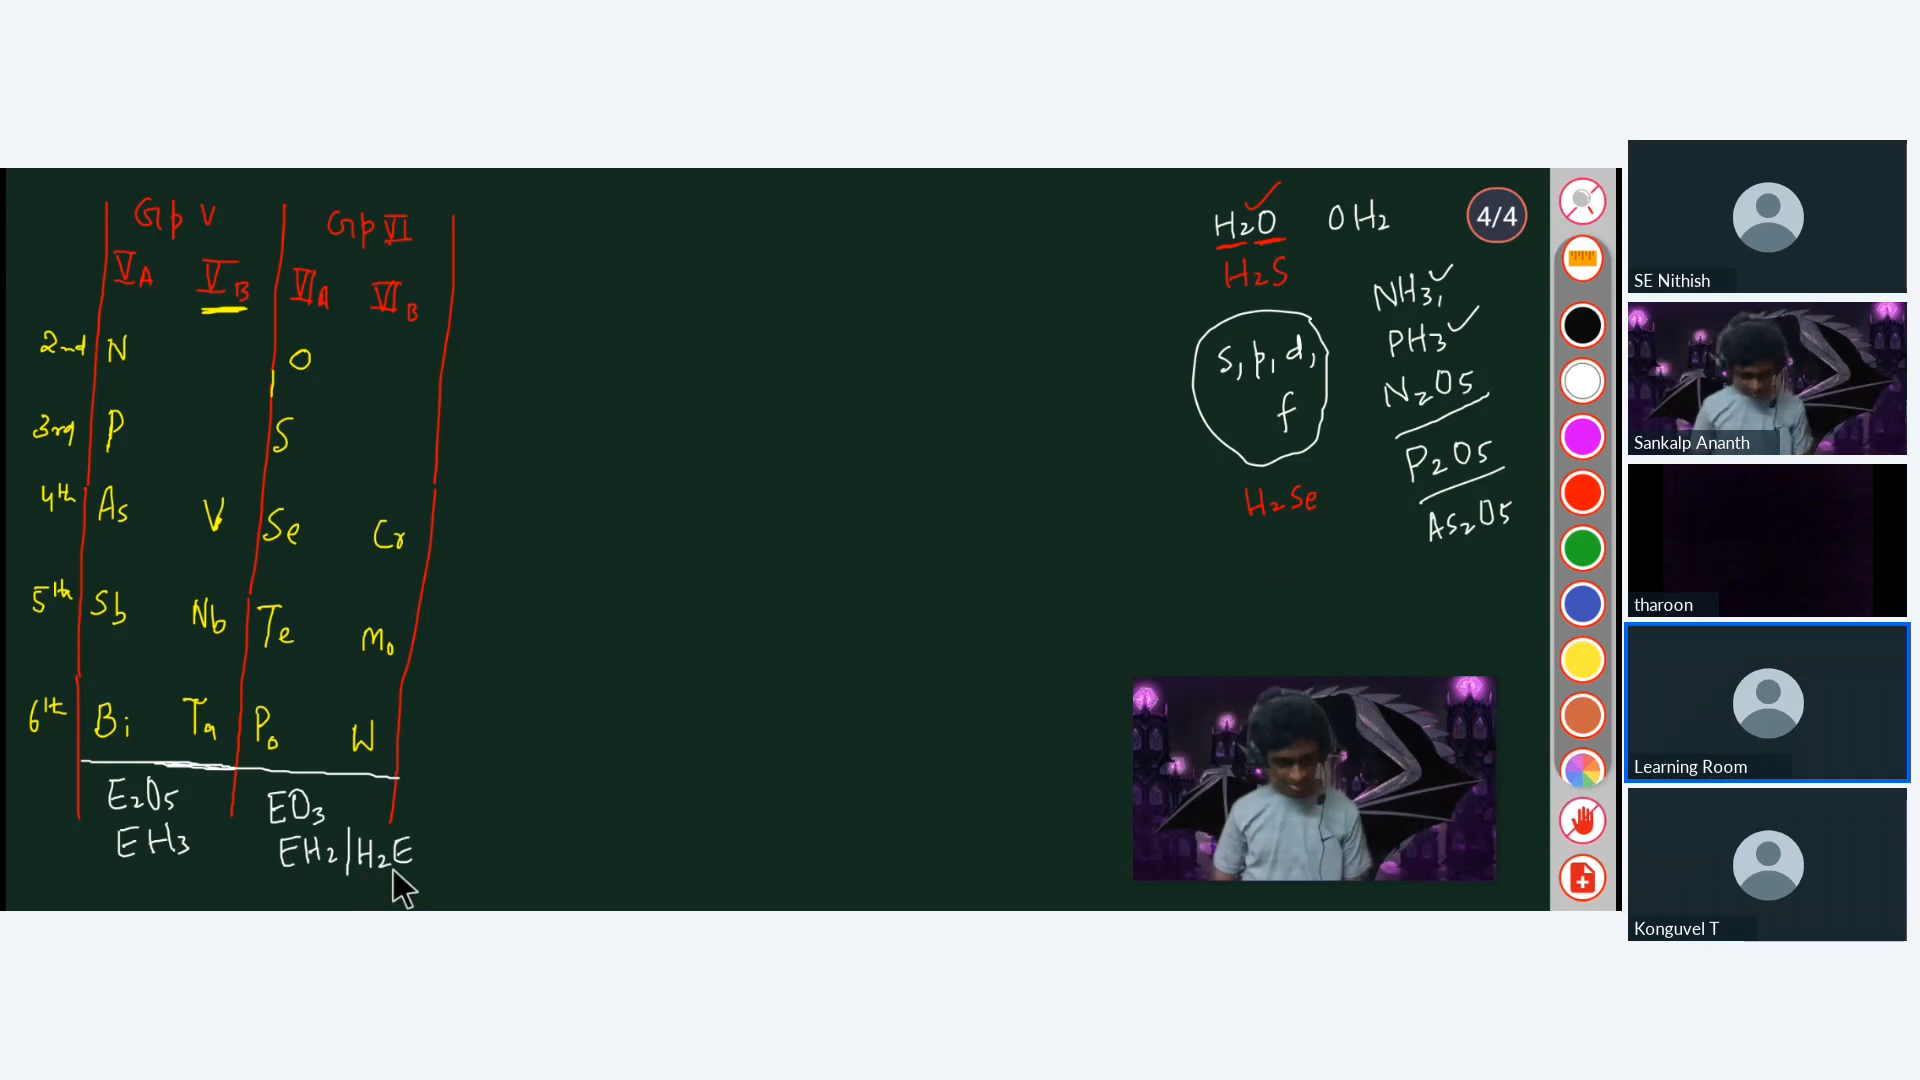 Gp V Gp VI
VA VB VIA VIB
2nd N O
3rd P S
4th As V Se Cr
5th Sb Nb Te Mo
6th Bi Ta Po W
E2O5 EO3
EH3 EH2/H2E
H2O OH2
H2S
s, p, d,
f
H2Se
NH3,
PH3
N2O5
P2O5
As2O5
4/4
SE Nithish
Sankalp Ananth
tharoon
Learning Room
Konguvel T